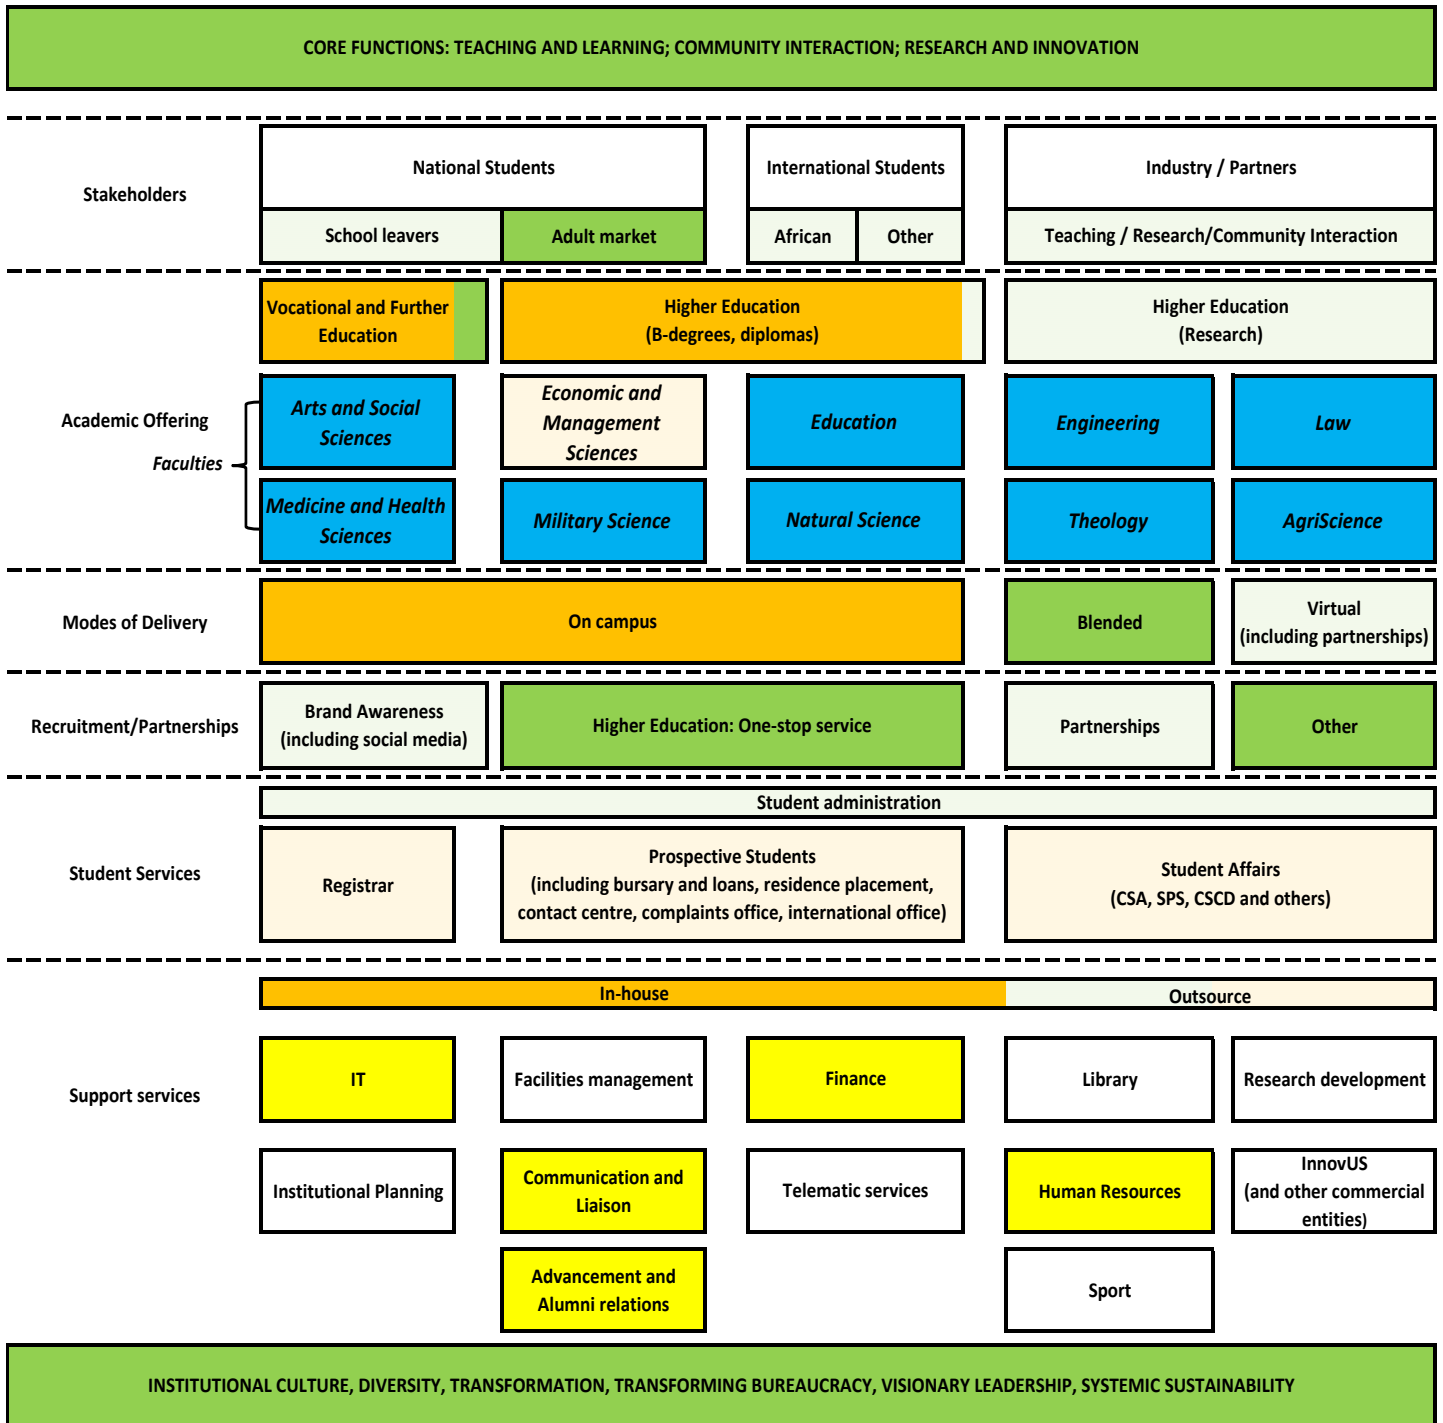 CORE FUNCTIONS: TEACHING AND LEARNING; COMMUNITY INTERACTION; RESEARCH AND INNOVATION
Stakeholders
National Students
International Students
Industry / Partners
School leavers
Adult market
African
Other
Teaching / Research/Community Interaction
Academic Offering
Faculties
Vocational and Further
Education
Higher Education
(B-degrees, diplomas)
Higher Education
(Research)
Arts and Social
Sciences
Economic and
Management
Sciences
Education
Engineering
Law
Medicine and Health
Sciences
Military Science
Natural Science
Theology
AgriScience
Modes of Delivery
On campus
Blended
Virtual
(including partnerships)
Recruitment/Partnerships
Brand Awareness
(including social media)
Higher Education: One-stop service
Partnerships
Other
Student Services
Student administration
Registrar
Prospective Students
(including bursary and loans, residence placement,
contact centre, complaints office, international office)
Student Affairs
(CSA, SPS, CSCD and others)
Support services
In-house
Outsource
IT
Facilities management
Finance
Library
Research development
Institutional Planning
Communication and
Liaison
Telematic services
Human Resources
InnovUS
(and other commercial
entities)
Advancement and
Alumni relations
Sport
INSTITUTIONAL CULTURE, DIVERSITY, TRANSFORMATION, TRANSFORMING BUREAUCRACY, VISIONARY LEADERSHIP, SYSTEMIC SUSTAINABILITY